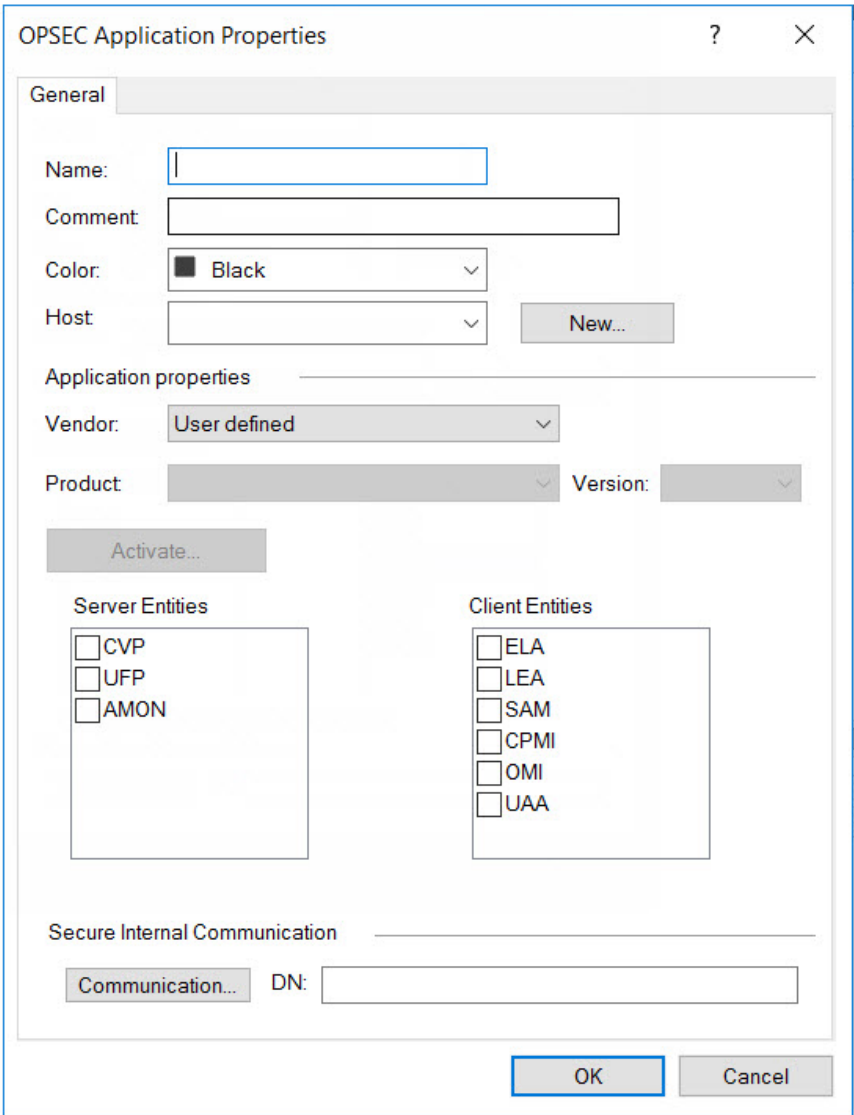 OPSEC Application Properties ?
General
Name:
Comment:
Color: Black
Host: New...
Application properties
Vendor: User defined
Product: Version:
Activate...
Server Entities Client Entities
CVP ELA
UFP LEA
AMON SAM
CPMI
OMI
UAA
Secure Internal Communication
Communication... DN:
OK Cancel